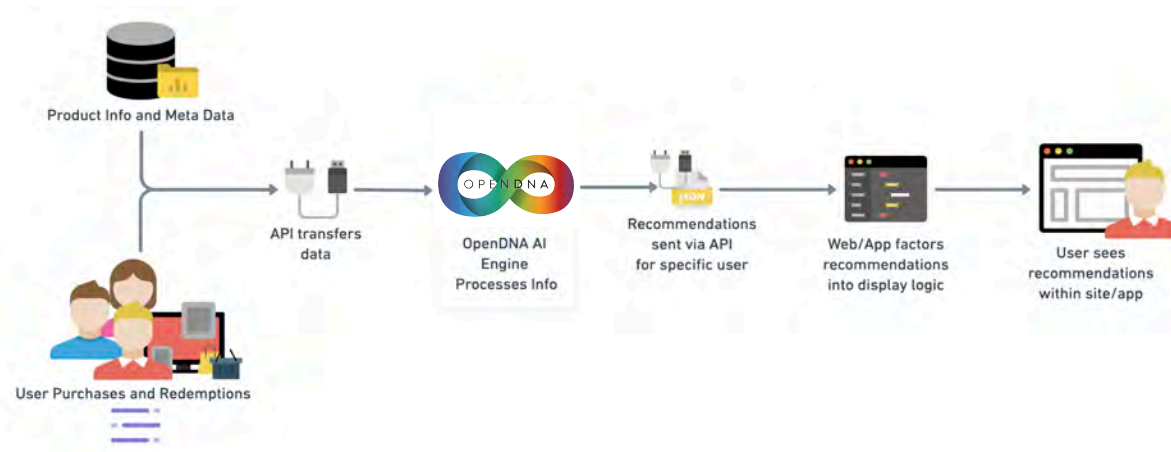 Product Info and Meta Data
User Purchases and Redemptions
API transfers
data
OPENDNA
OpenDNA AI
Engine
Processes Info
JSON
Recommendations
sent via API
for specific user
Web/App factors
recommendations
into display logic
User sees
recommendations
within site/app